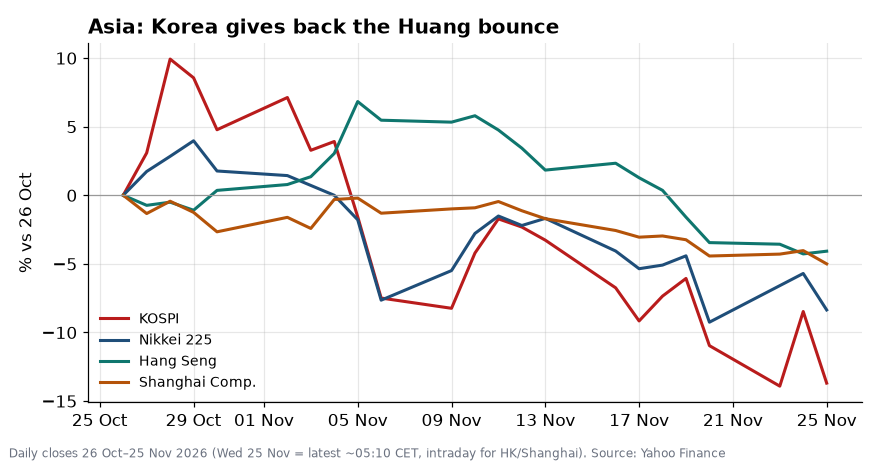 Asia: Korea gives back the Huang bounce
% vs 26 Oct
10
5
0
−5
−10
−15
KOSPI
Nikkei 225
Hang Seng
Shanghai Comp.
25 Oct 29 Oct 01 Nov 05 Nov 09 Nov 13 Nov 17 Nov 21 Nov 25 Nov
Daily closes 26 Oct–25 Nov 2026 (Wed 25 Nov = latest ~05:10 CET, intraday for HK/Shanghai). Source: Yahoo Finance